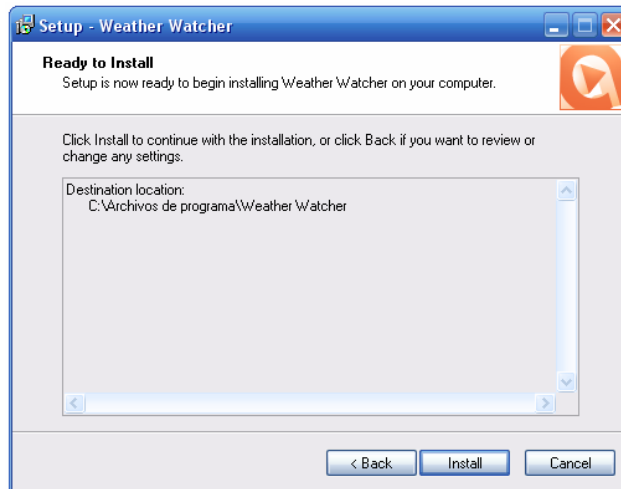 Setup - Weather Watcher
Ready to Install
Setup is now ready to begin installing Weather Watcher on your computer.
Click Install to continue with the installation, or click Back if you want to review or
change any settings.
Destination location:
C:\Archivos de programa\Weather Watcher
< Back
Install
Cancel